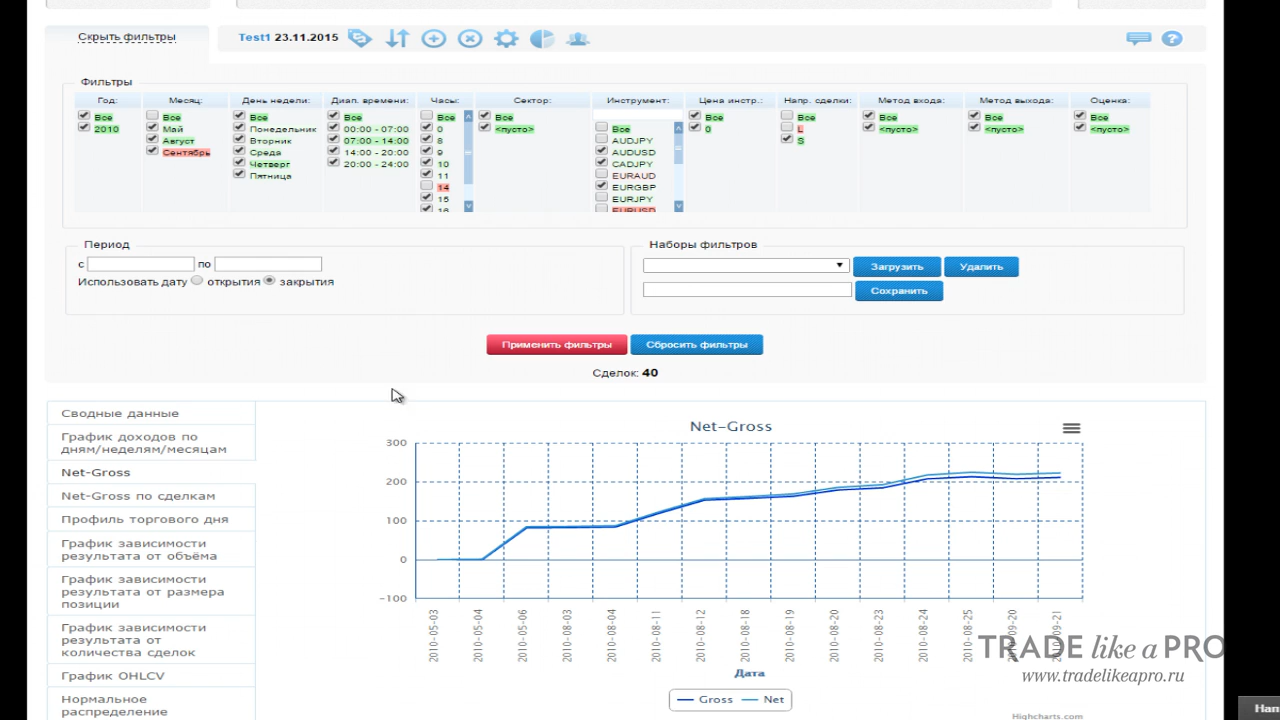 Скрыть фильтры
Test1 23.11.2015
Фильтры
Год:
Все
2010
Месяц:
Все
Май
Август
Сентябрь
День недели:
Все
Понедельник
Вторник
Среда
Четверг
Пятница
Диап. времени:
Все
00:00 - 07:00
07:00 - 14:00
14:00 - 20:00
20:00 - 24:00
Часы:
Все
0
8
9
10
11
14
15
16
Сектор:
Все
<пусто>
Инструмент:
Все
AUDJPY
AUDUSD
CADJPY
EURAUD
EURGBP
EURJPY
EURUSD
Цена инстр.:
Все
0
Напр. сделки:
Все
L
S
Метод входа:
Все
<пусто>
Метод выхода:
Все
<пусто>
Оценка:
Все
<пусто>
Период
с по
Использовать дату открытия закрытия
Наборы фильтров
Загрузить
Удалить
Сохранить
Применить фильтры
Сбросить фильтры
Сделок: 40
Сводные данные
График доходов по
дням/неделям/месяцам
Net-Gross
Net-Gross по сделкам
Профиль торгового дня
График зависимости
результата от объёма
График зависимости
результата от размера
позиции
График зависимости
результата от
количества сделок
График OHLCV
Нормальное
распределение
Net-Gross
300
200
100
0
-100
2010-05-03
2010-05-04
2010-05-06
2010-08-03
2010-08-04
2010-08-11
2010-08-12
2010-08-18
2010-08-19
2010-08-20
2010-08-23
2010-08-24
2010-08-25
2010-09-20
2010-09-21
Дата
Gross Net
Highcharts.com
TRADE like a PRO
www.tradelikeapro.ru
Нап